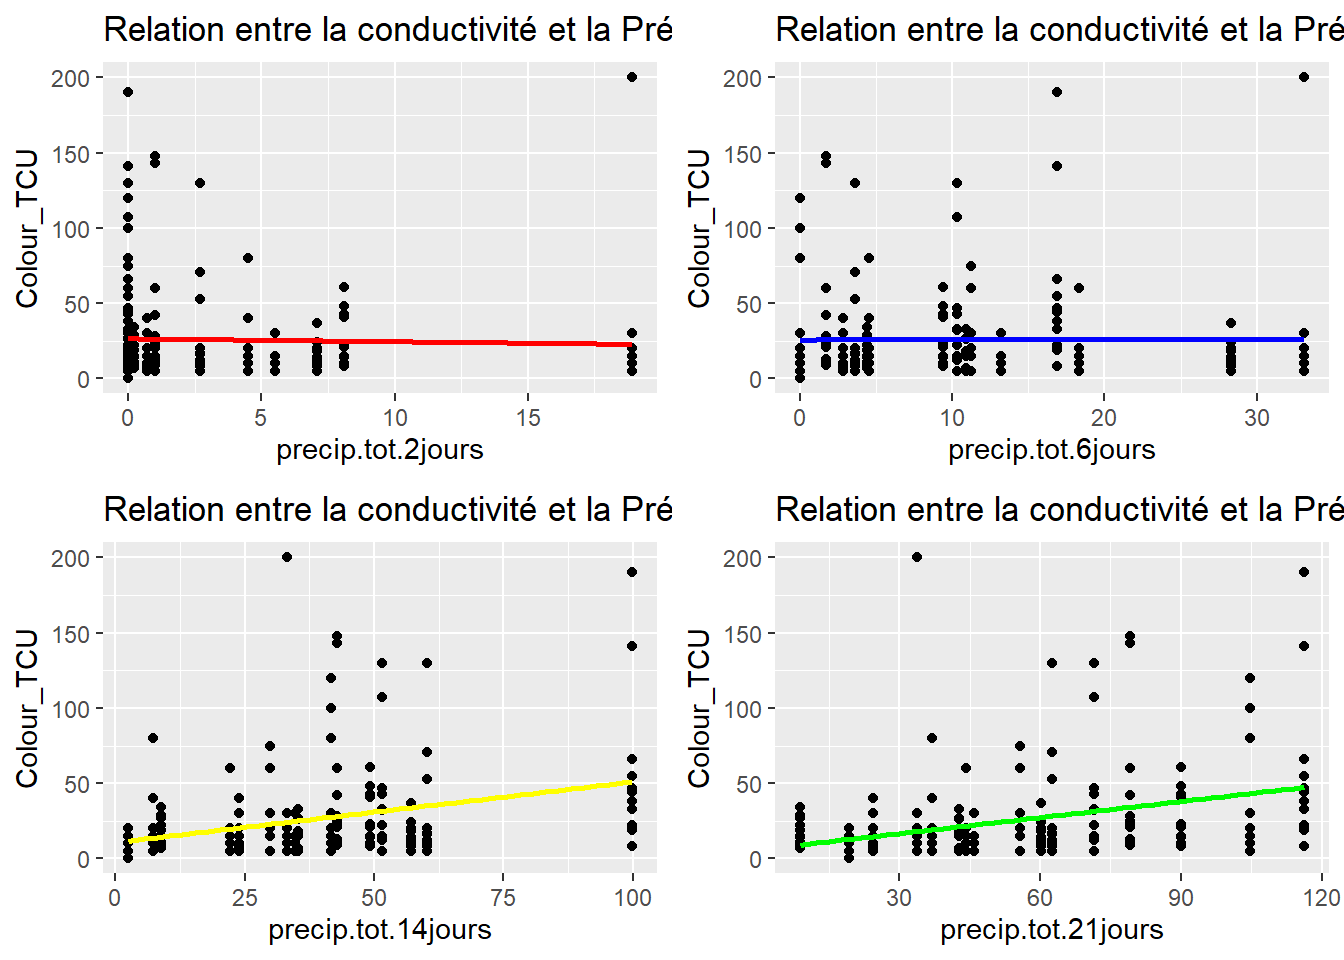 Relation entre la conductivité et la Pré
Relation entre la conductivité et la Pré
200
150
100
50
0
Colour_TCU
0 5 10 15
precip.tot.2jours
200
150
100
50
0
Colour_TCU
0 10 20 30
precip.tot.6jours
Relation entre la conductivité et la Pré
Relation entre la conductivité et la Pré
200
150
100
50
0
Colour_TCU
0 25 50 75 100
precip.tot.14jours
200
150
100
50
0
Colour_TCU
30 60 90 120
precip.tot.21jours